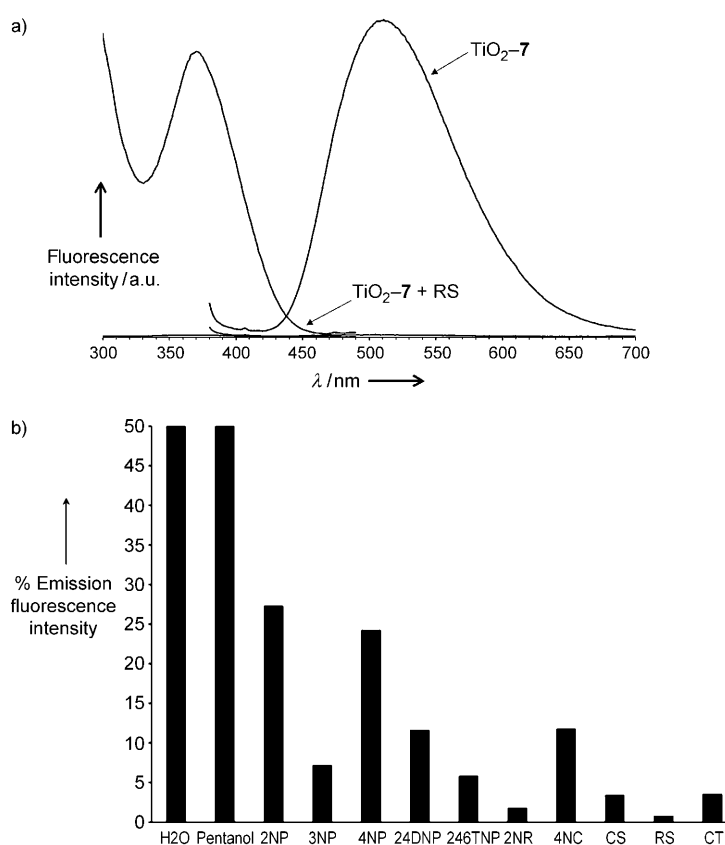 a)
TiO2–7
Fluorescence
intensity/a.u.
TiO2–7 + RS
300 350 400 450 500 550 600 650 700
λ/nm
b)
50
45
40
35
30
25
20
15
10
5
0
% Emission
fluorescence
intensity
H2O Pentanol 2NP 3NP 4NP 24DNP 246TNP 2NR 4NC CS RS CT